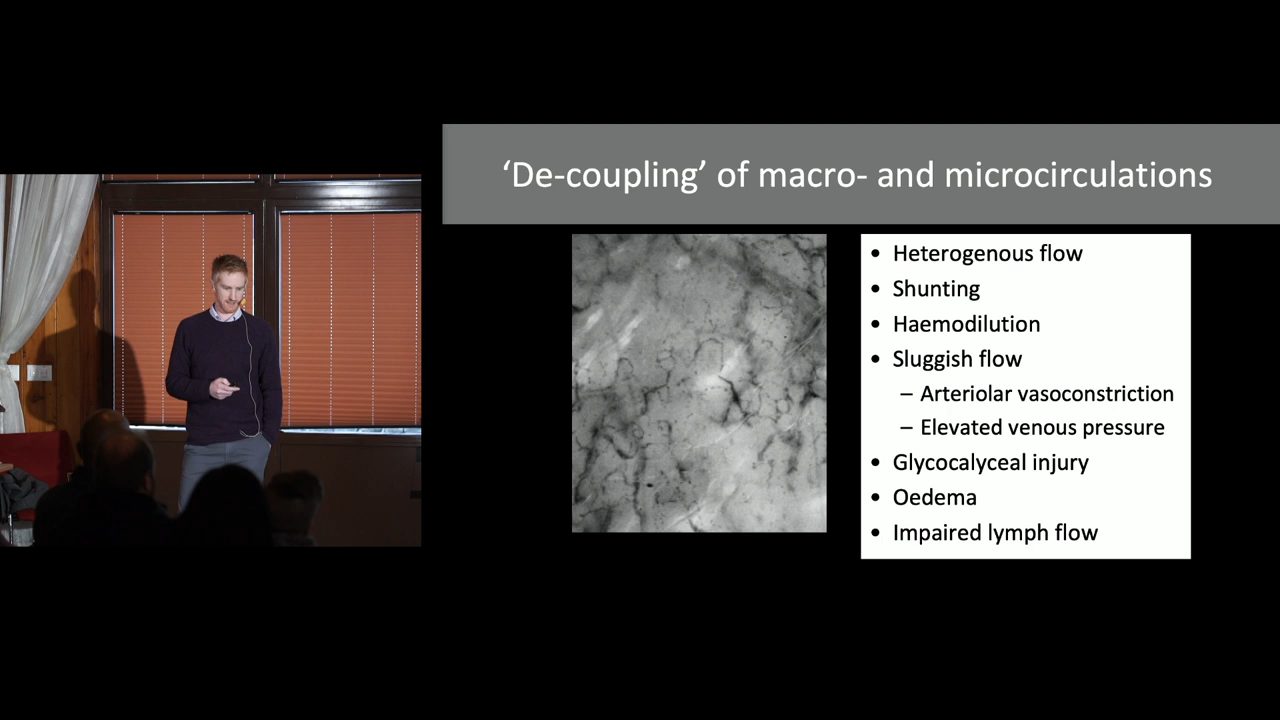 ‘De-coupling’ of macro- and microcirculations
• Heterogenous flow
• Shunting
• Haemodilution
• Sluggish flow
– Arteriolar vasoconstriction
– Elevated venous pressure
• Glycocalyceal injury
• Oedema
• Impaired lymph flow